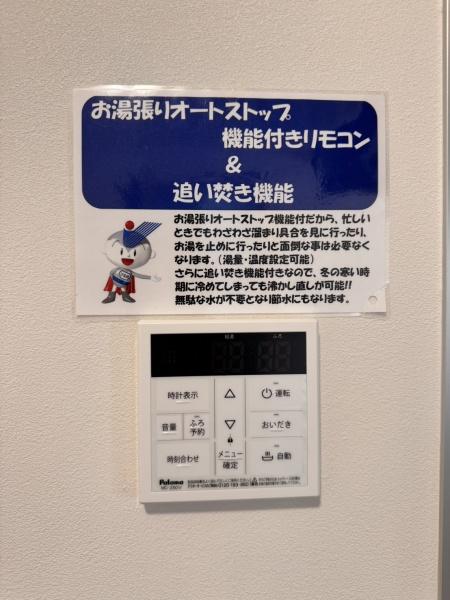 お湯張りオートストップ
機能付きリモコン
&
追い焚き機能
お湯張りオートストップ機能付だから、忙しい
ときでもわざわざ溜まり具合を見に行ったり、
お湯を止めに行ったりと面倒な事は必要なく
なります。(湯量・温度設定可能)
さらに追い焚き機能付きなので、冬の寒い時
期に冷めてしまっても沸かし直しが可能!!
無駄な水が不要となり節水にもなります。
給湯 ふろ
時計表示
運転
音量
ふろ
予約
おいだき
時刻合わせ
メニュー
確定
自動
Paloma
MC-250V